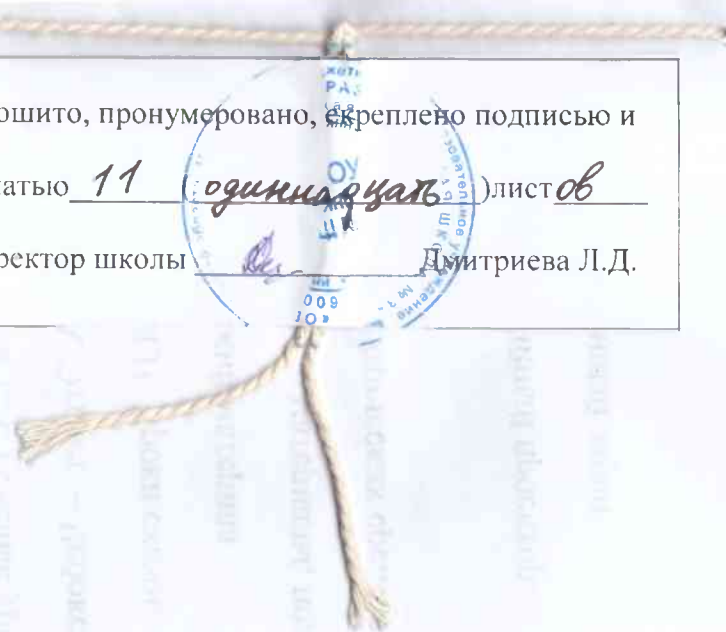 ошито, пронумеровано, скреплено подписью и
атью 11 (одиннадцать)листов
ректор школы Дмитриева Л.Д.